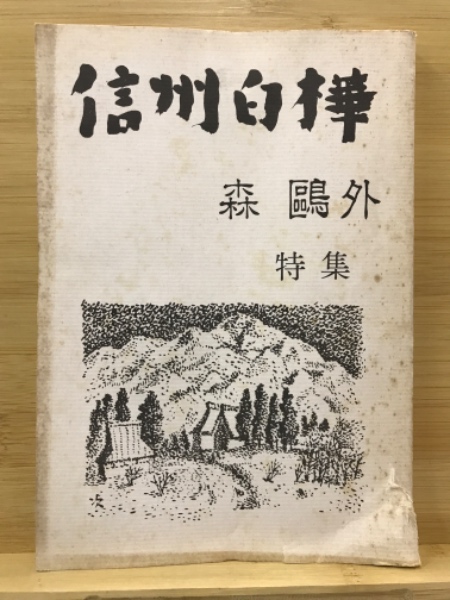 信州白樺
森 鷗外
特集